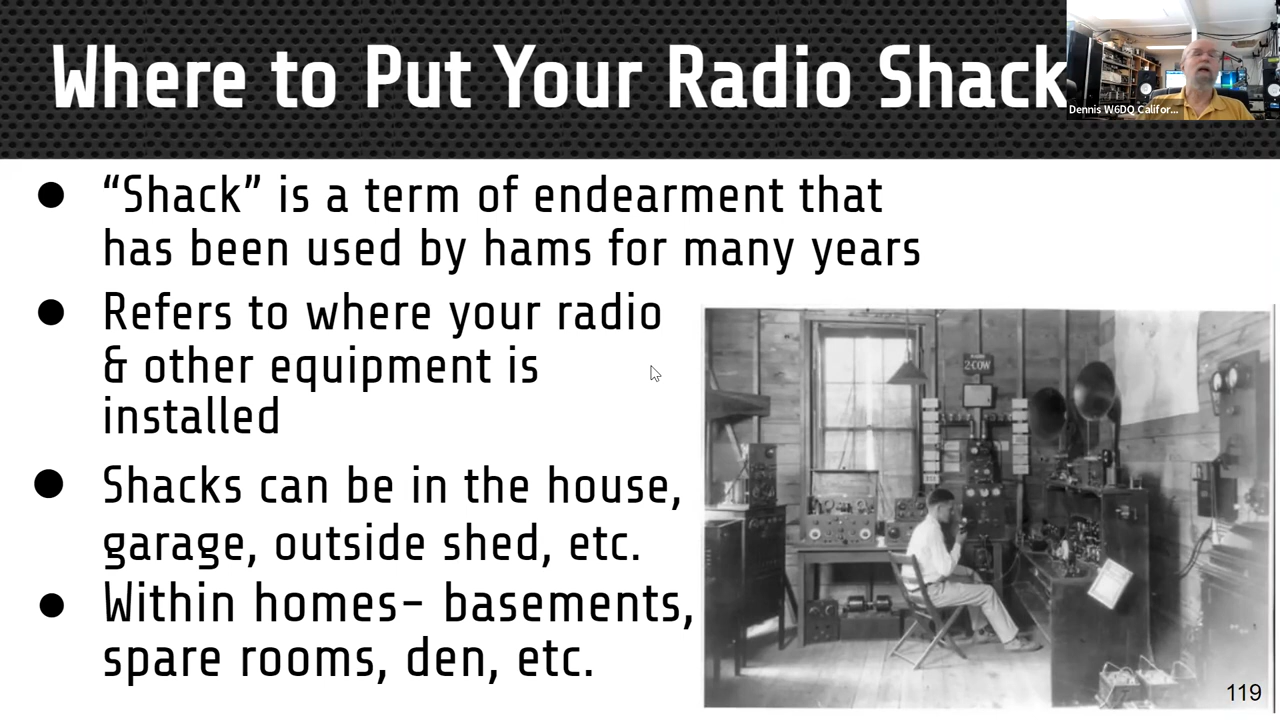 Where to Put Your Radio Shack
Dennis W6DQ Califor...
● “Shack” is a term of endearment that
has been used by hams for many years
● Refers to where your radio
& other equipment is
installed
● Shacks can be in the house,
garage, outside shed, etc.
● Within homes– basements,
spare rooms, den, etc.
2-COW
119